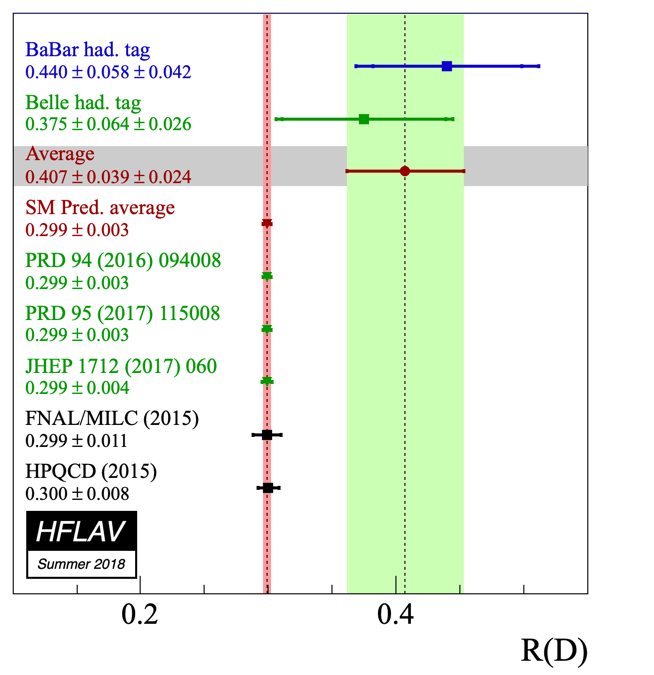 BaBar had. tag
0.440 ± 0.058 ± 0.042
Belle had. tag
0.375 ± 0.064 ± 0.026
Average
0.407 ± 0.039 ± 0.024
SM Pred. average
0.299 ± 0.003
PRD 94 (2016) 094008
0.299 ± 0.003
PRD 95 (2017) 115008
0.299 ± 0.003
JHEP 1712 (2017) 060
0.299 ± 0.004
FNAL/MILC (2015)
0.299 ± 0.011
HPQCD (2015)
0.300 ± 0.008
HFLAV
Summer 2018
0.2 0.4
R(D)